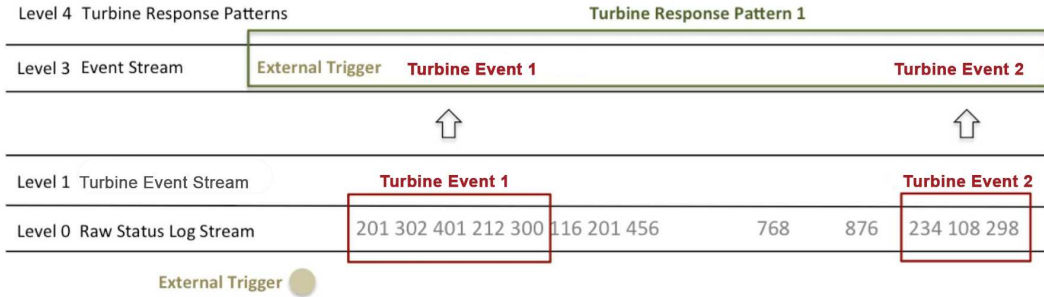 Level 4 Turbine Response Patterns Turbine Response Pattern 1
Level 3 Event Stream External Trigger Turbine Event 1 Turbine Event 2
Level 1 Turbine Event Stream Turbine Event 1 Turbine Event 2
Level 0 Raw Status Log Stream 201 302 401 212 300 116 201 456 768 876 234 108 298
External Trigger